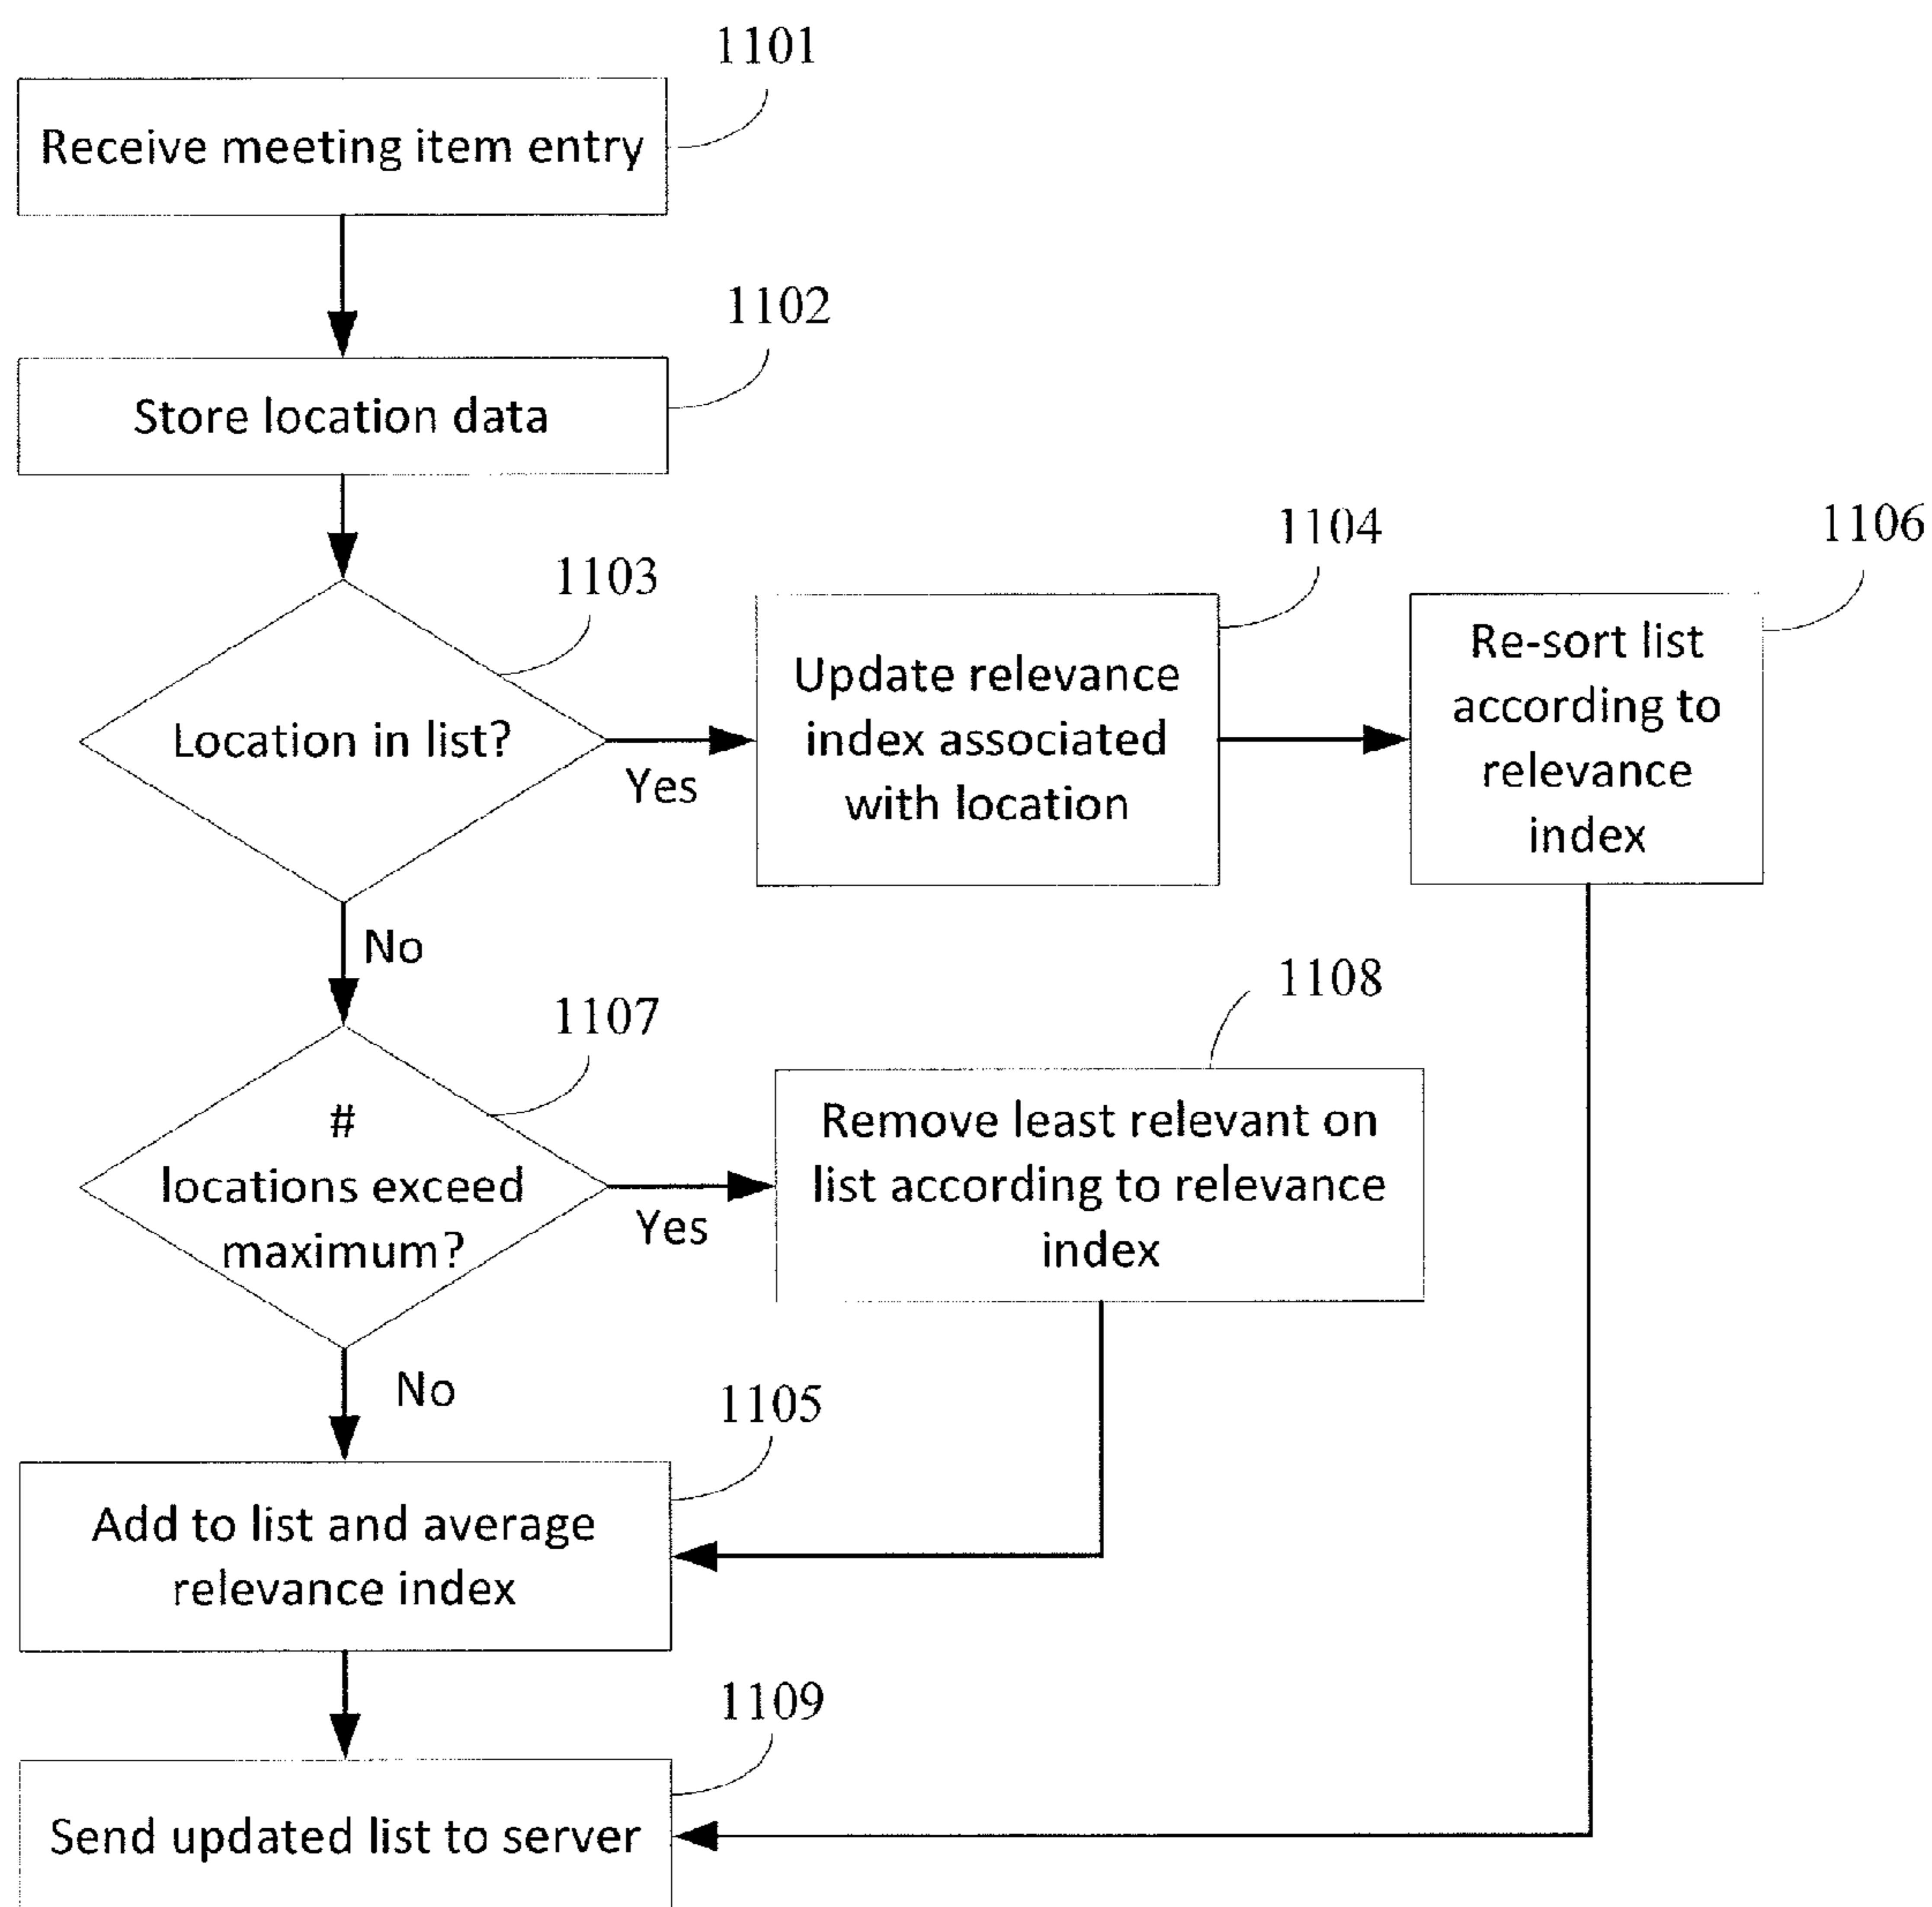 1101
Receive meeting item entry
1102
Store location data
1103
Location in list?
Yes
No
1104
Update relevance
index associated
with location
1106
Re-sort list
according to
relevance
index
1107
#
locations exceed
maximum?
Yes
No
1108
Remove least relevant on
list according to relevance
index
1105
Add to list and average
relevance index
1109
Send updated list to server